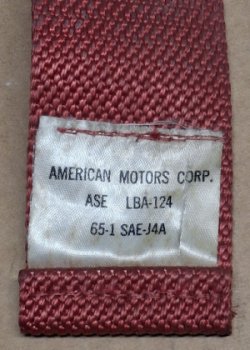 AMERICAN MOTORS CORP.
ASE LBA-124
65-1 SAE-J4A